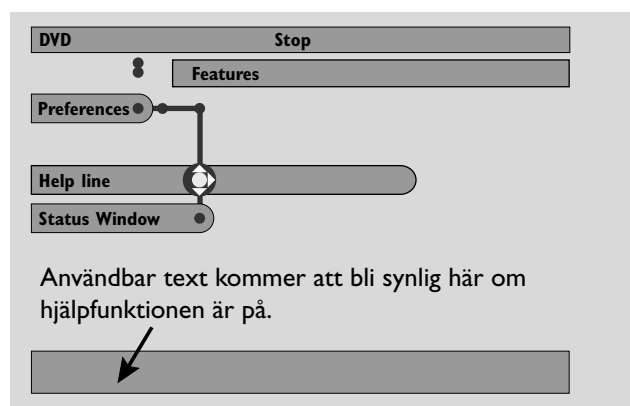 DVD Stop
Features
Preferences
Help line
Status Window
Användbar text kommer att bli synlig här om
hjälpfunktionen är på.